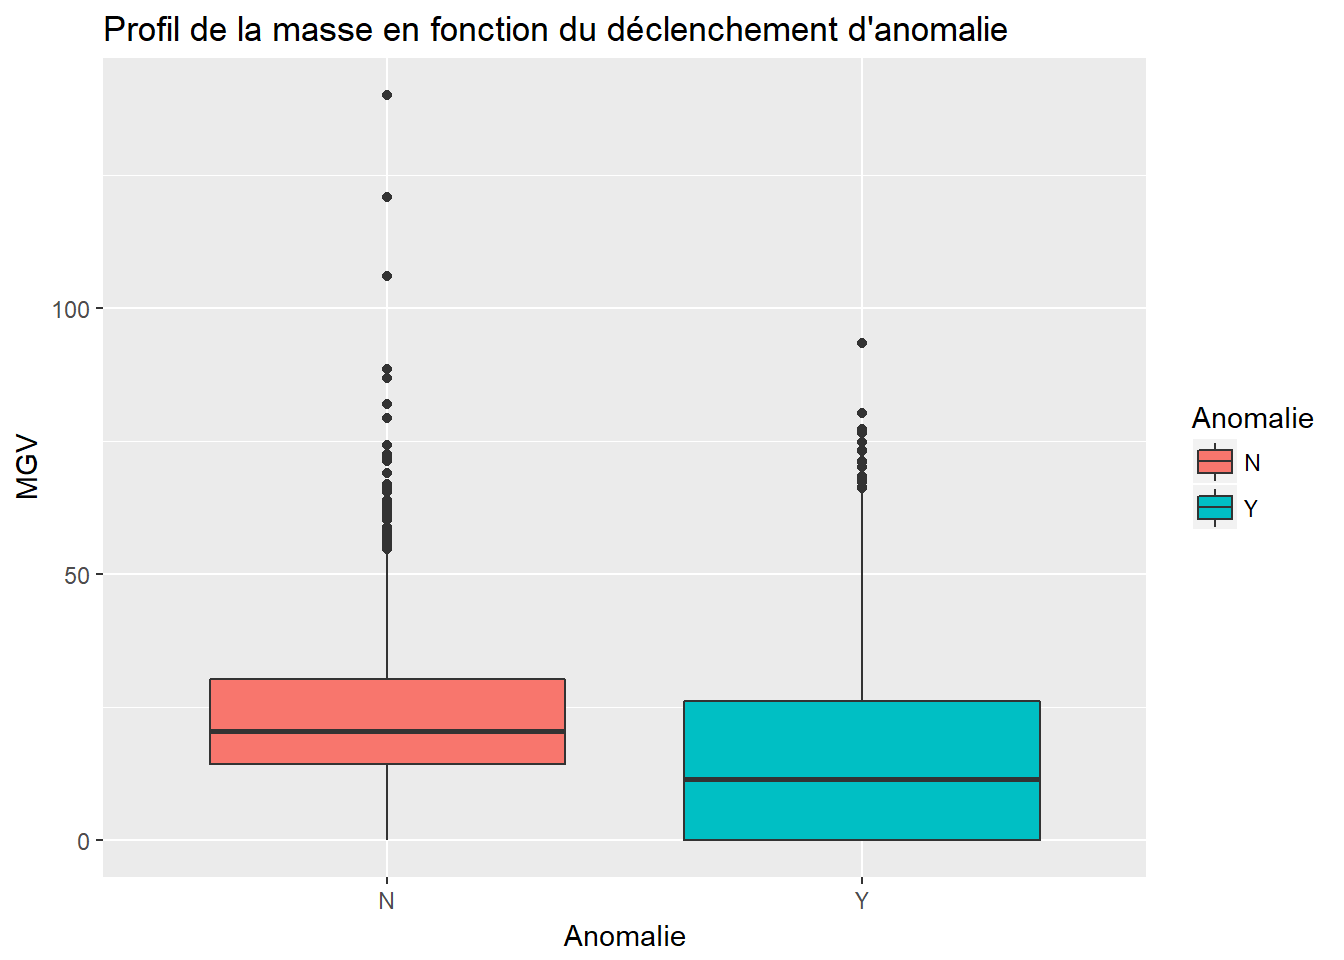 Profil de la masse en fonction du déclenchement d'anomalie
MGV
100
50
0
N
Y
Anomalie
Anomalie
N
Y